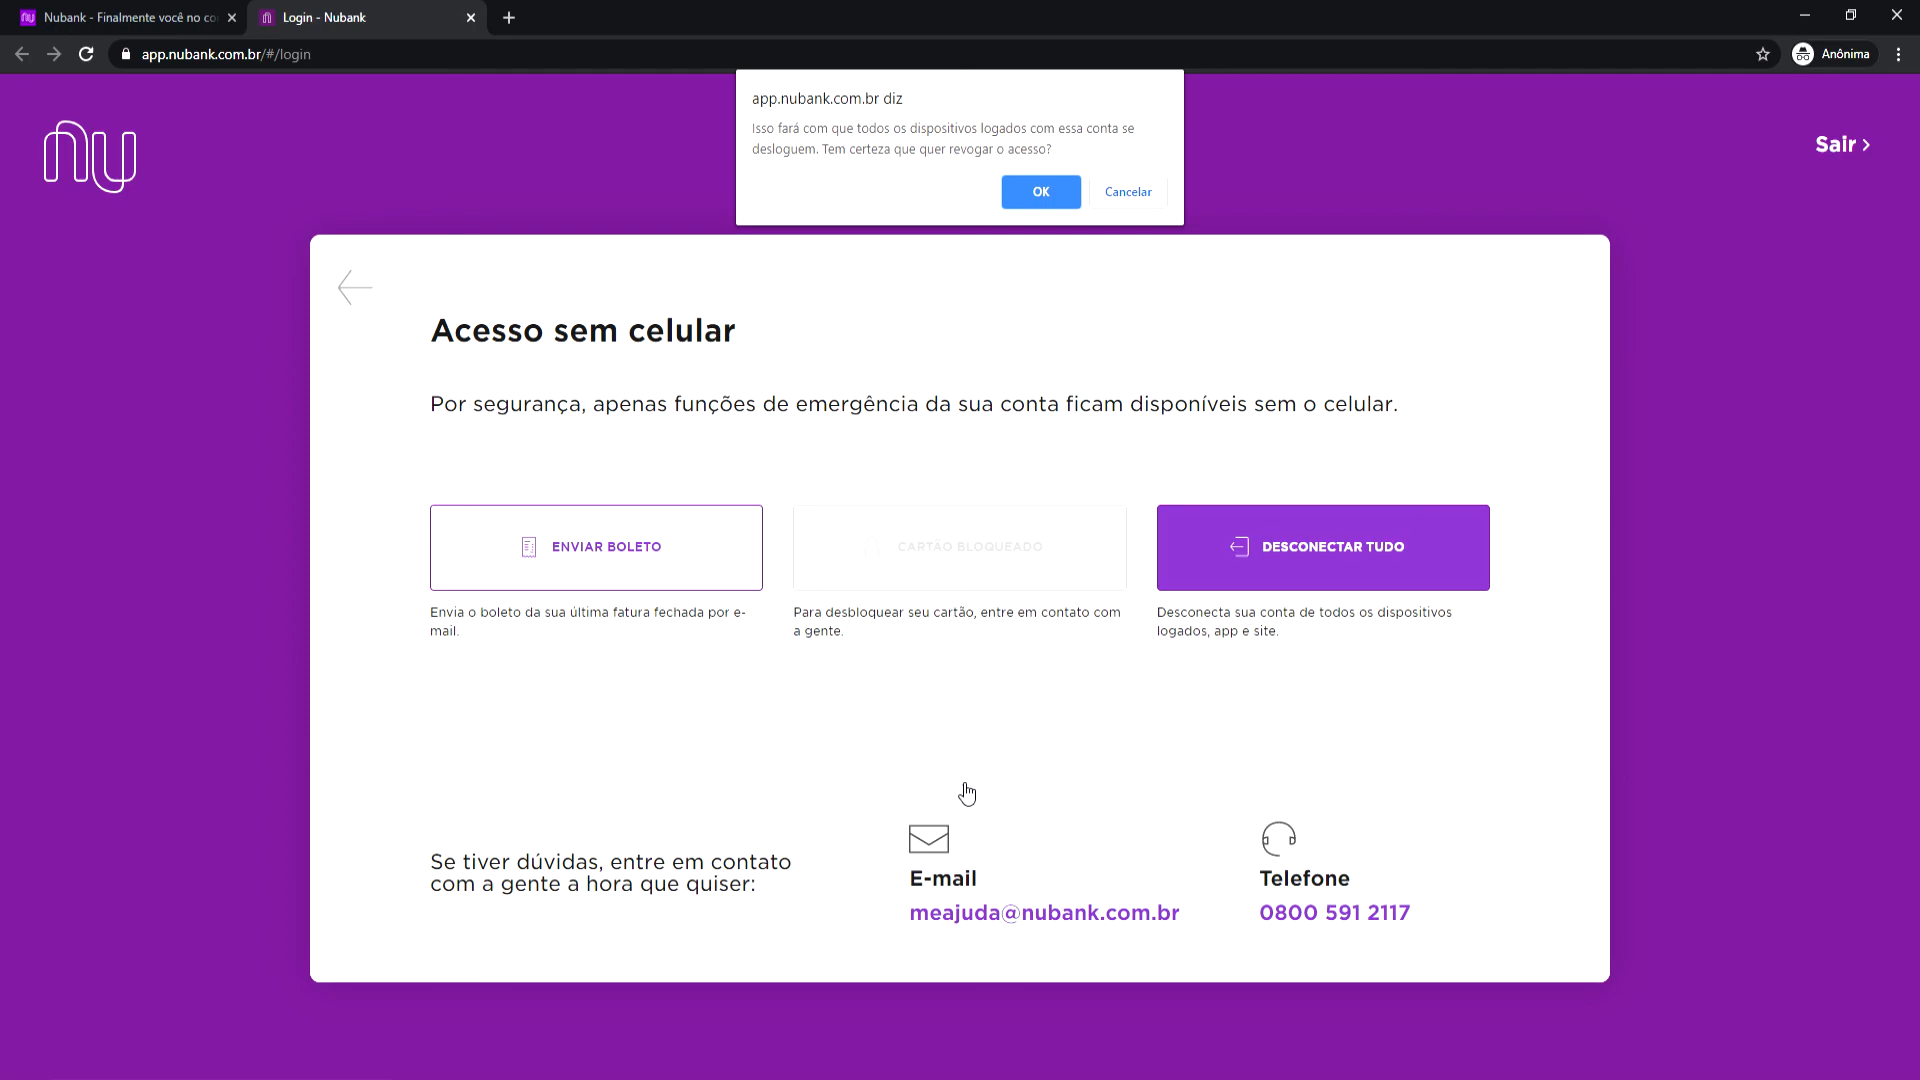 Nubank - Finalmente você no co
Login - Nubank
app.nubank.com.br/#/login
Anônima
app.nubank.com.br diz
Isso fará com que todos os dispositivos logados com essa conta se
desloguem. Tem certeza que quer revogar o acesso?
OK
Cancelar
nu
Sair >
Acesso sem celular
Por segurança, apenas funções de emergência da sua conta ficam disponíveis sem o celular.
ENVIAR BOLETO
CARTÃO BLOQUEADO
DESCONECTAR TUDO
Envia o boleto da sua última fatura fechada por e-
mail.
Para desbloquear seu cartão, entre em contato com
a gente.
Desconecta sua conta de todos os dispositivos
logados, app e site.
Se tiver dúvidas, entre em contato
com a gente a hora que quiser:
E-mail
meajuda@nubank.com.br
Telefone
0800 591 2117